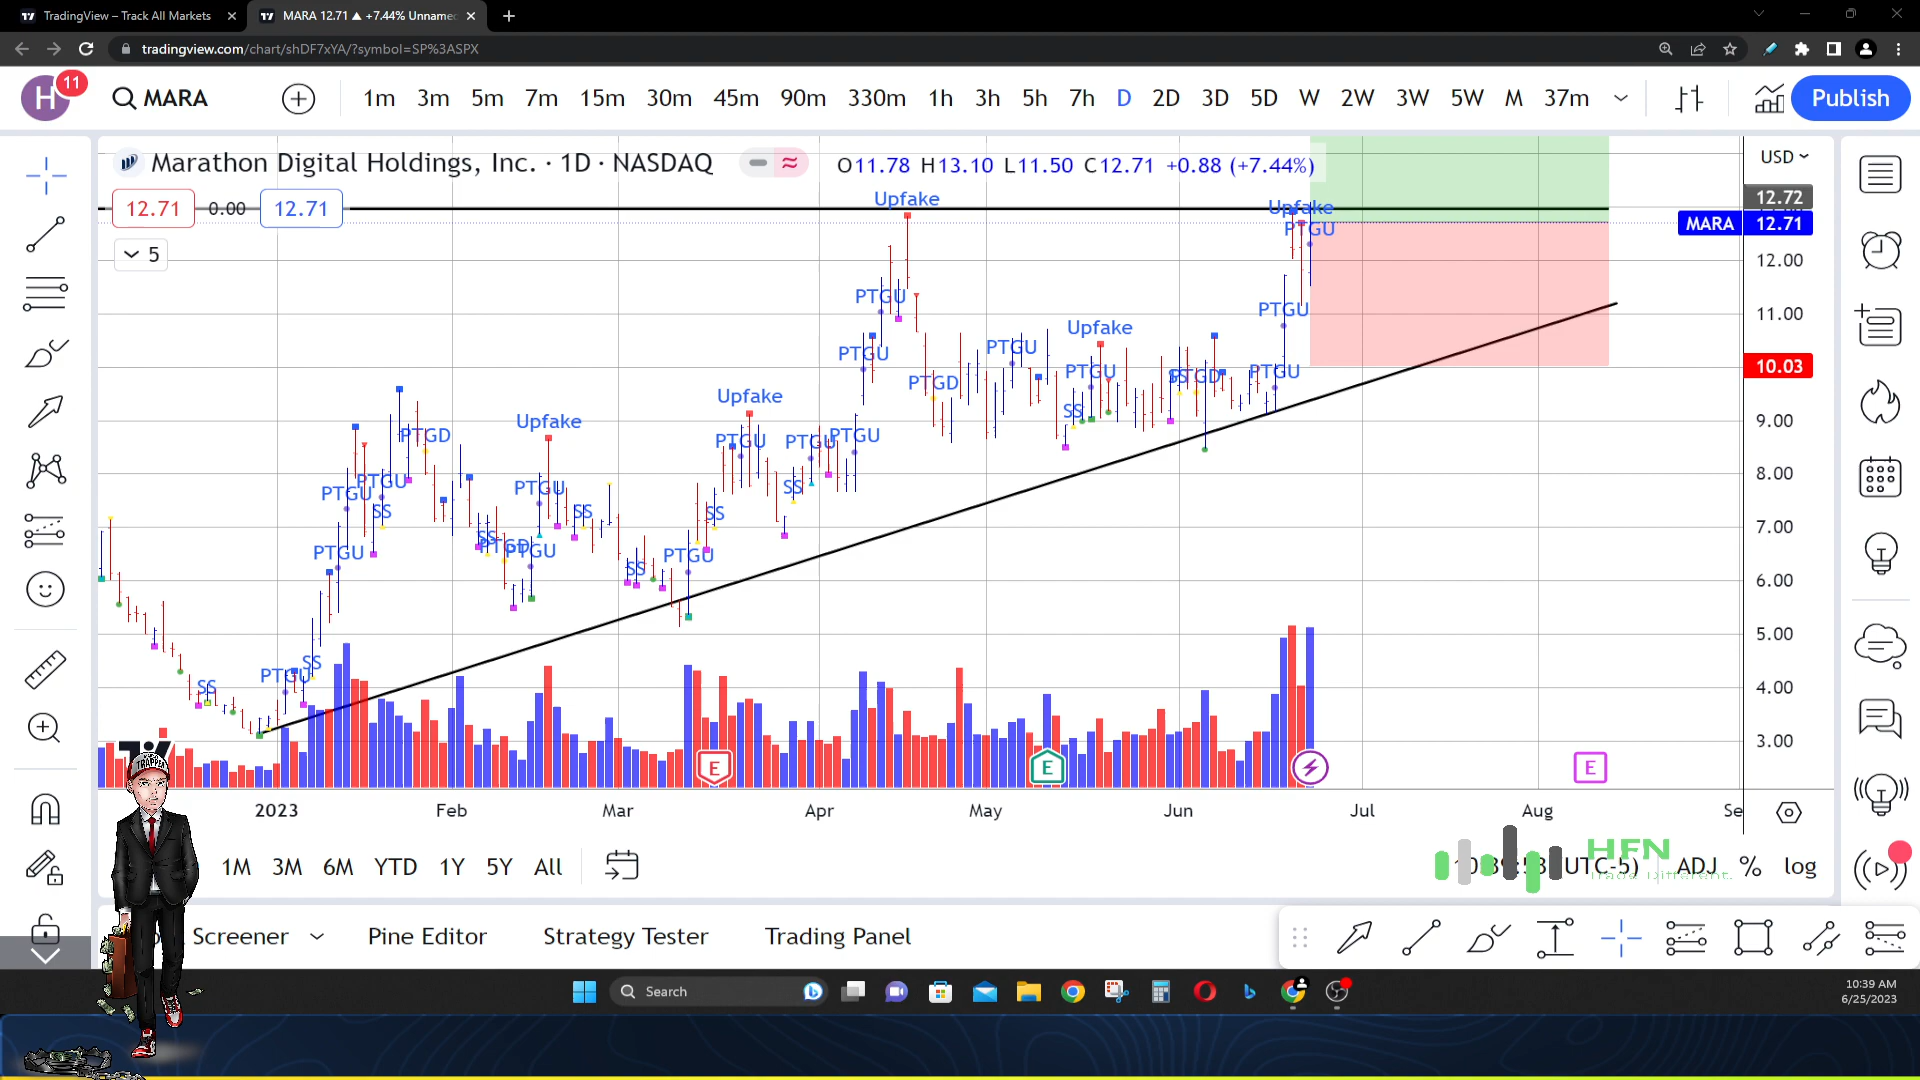 TradingView – Track All Markets
MARA 12.71 ▲ +7.44% Unnamed
tradingview.com/chart/shDF7xYA/?symbol=SP%3ASPX
H
11
MARA
1m 3m 5m 7m 15m 30m 45m 90m 330m 1h 3h 5h 7h D 2D 3D 5D W 2W 3W 5W M 37m
Publish
Marathon Digital Holdings, Inc. · 1D · NASDAQ
O11.78 H13.10 L11.50 C12.71 +0.88 (+7.44%)
USD
12.71 0.00 12.71
5
12.72
MARA 12.71
12.00
11.00
10.03
9.00
8.00
7.00
6.00
5.00
4.00
3.00
Upfake
Upfake
PTGU
PTGU
PTGU
Upfake
PTGU
PTGU
PTGU
PTGU
SS
PTGD
PTGU
PTGD
SS
Upfake
Upfake
PTGD
PTGU
PTGU
PTGU
PTGU
PTGU
PTGU
SS
PTGU
SS
SS
SS
SS
PTGD
PTGU
PTGU
PTGU
SS
PTGU
SS
SS
E
E
E
2023 Feb Mar Apr May Jun Jul Aug Se
TRAPPER
1M 3M 6M YTD 1Y 5Y All
HFN
Trade Different.
UTC-5) ADJ % log
Screener Pine Editor Strategy Tester Trading Panel
Search
10:39 AM
6/25/2023